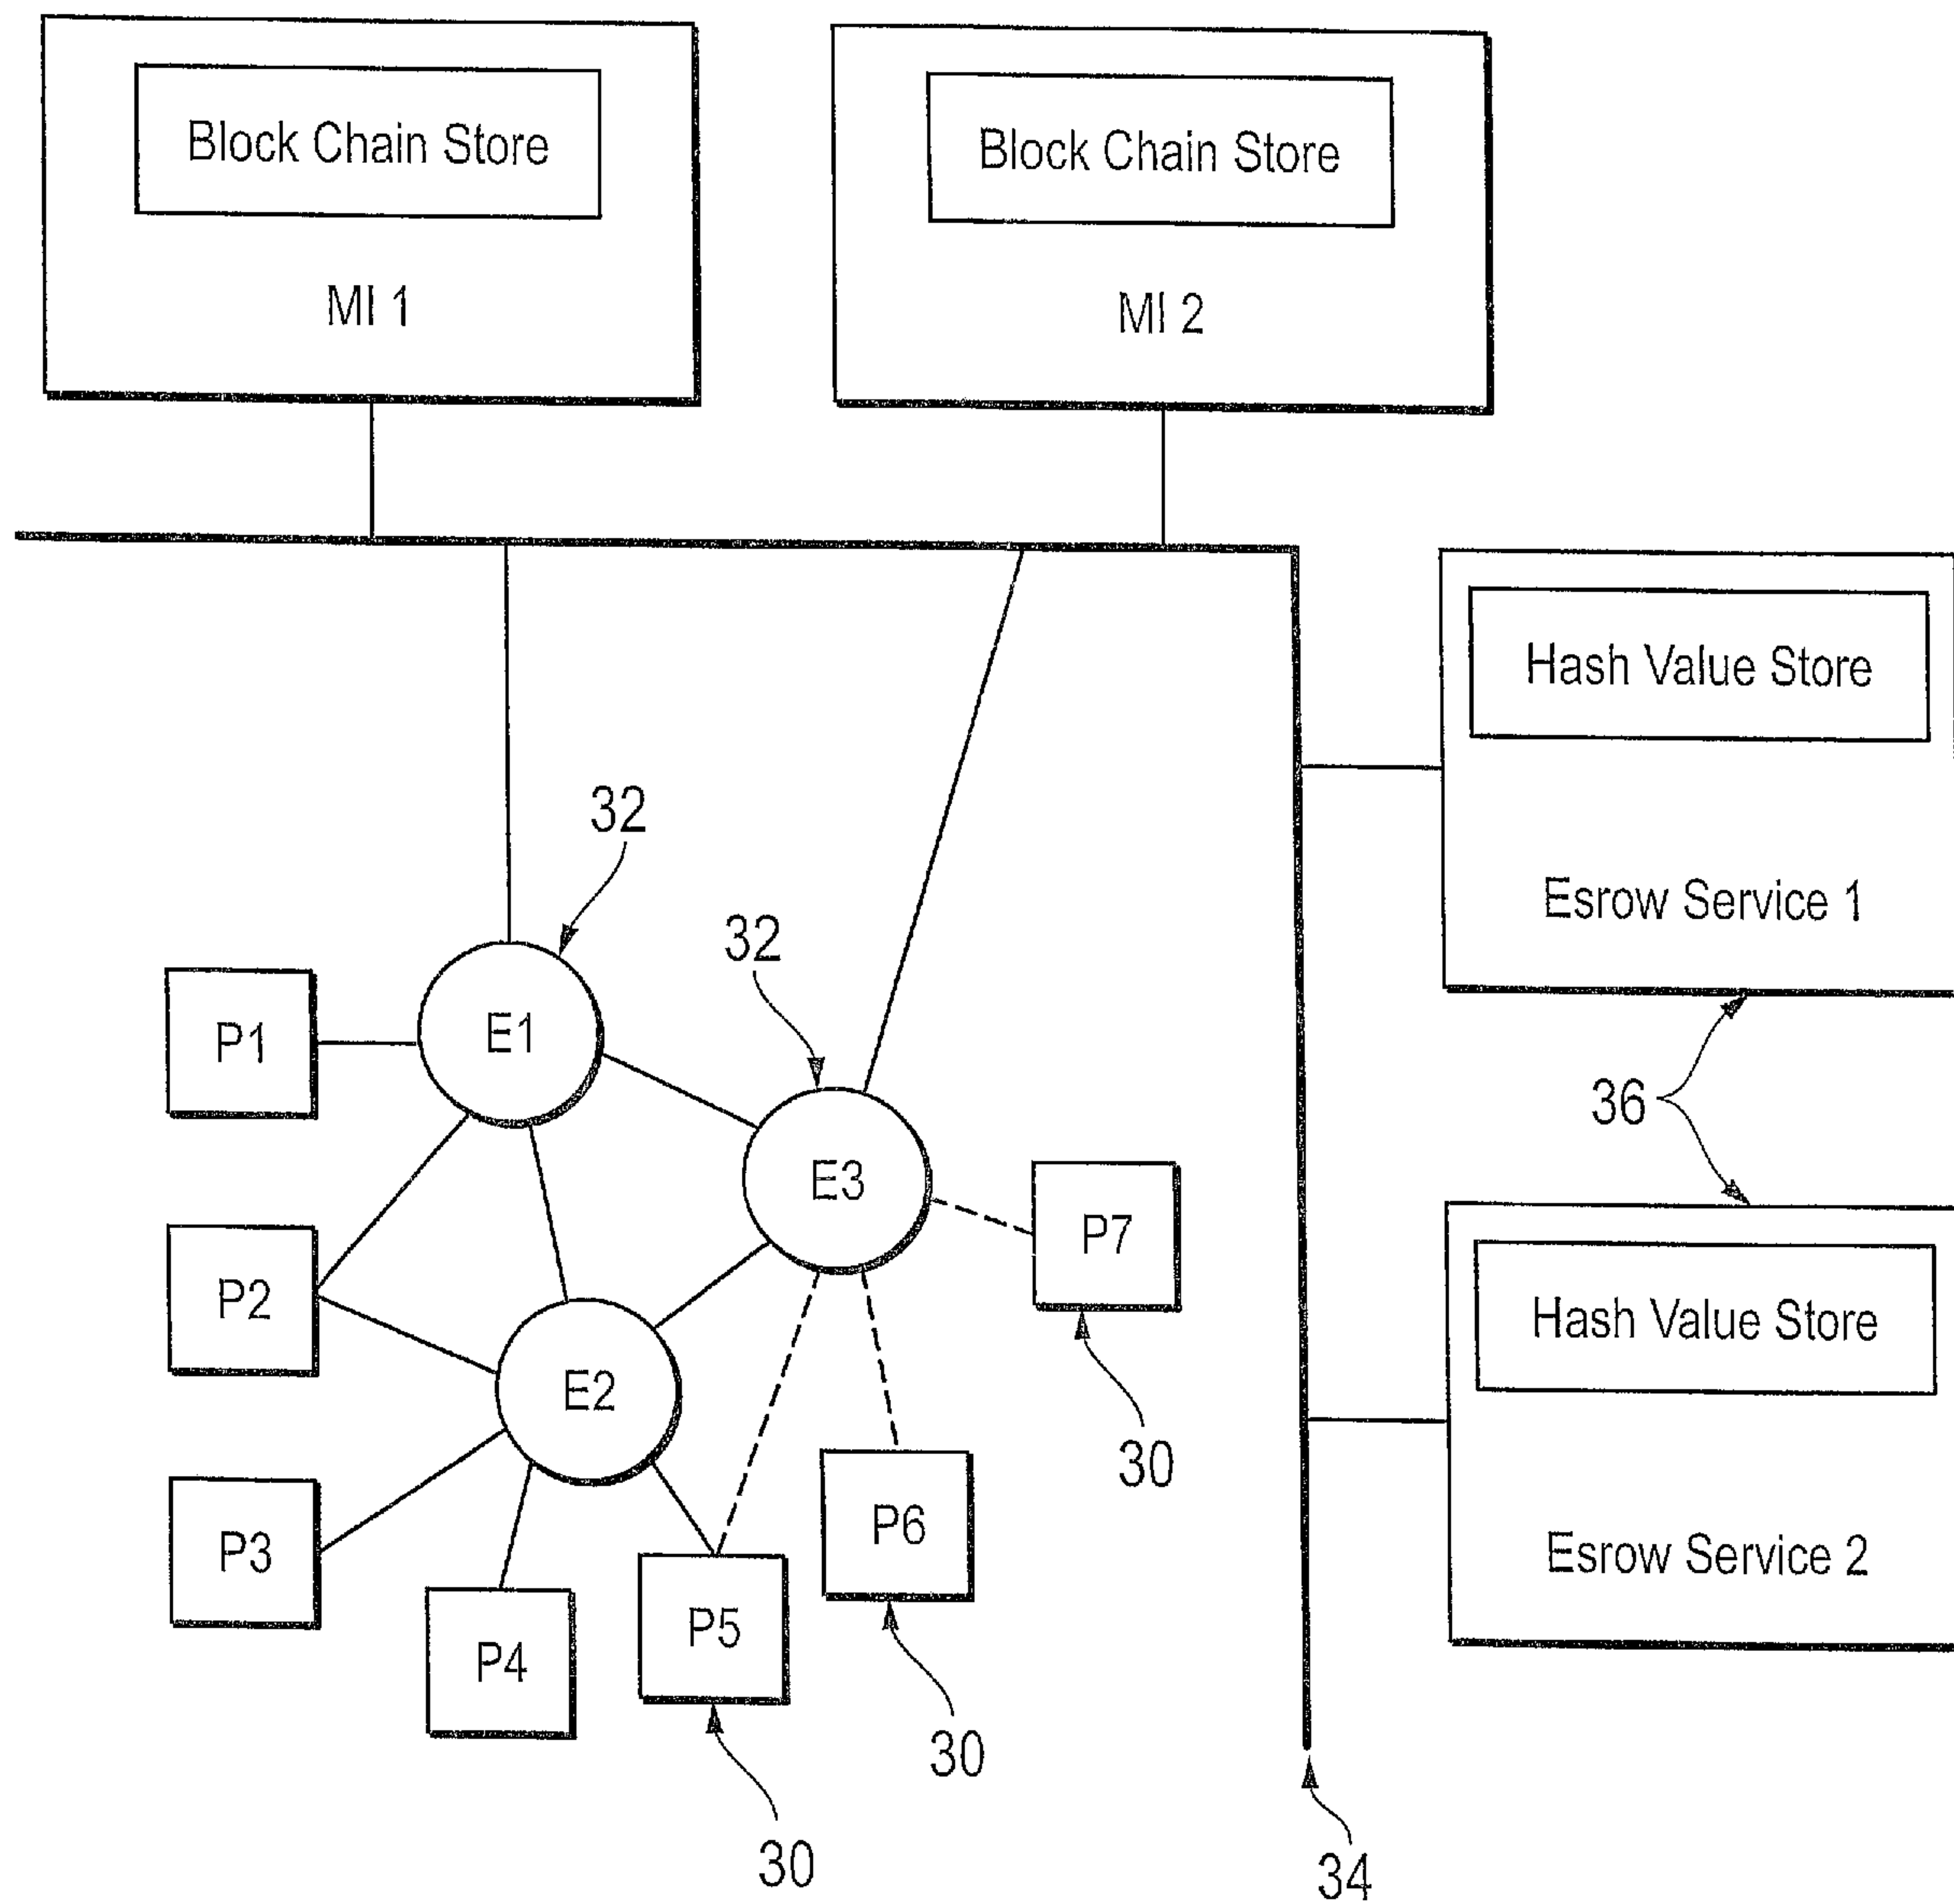 Block Chain Store
Block Chain Store
MI 1
MI 2
Hash Value Store
32
Esrow Service 1
32
P1
E1
36
E3
P7
P2
Hash Value Store
E2
30
P6
P3
Esrow Service 2
P5
P4
30
30
34